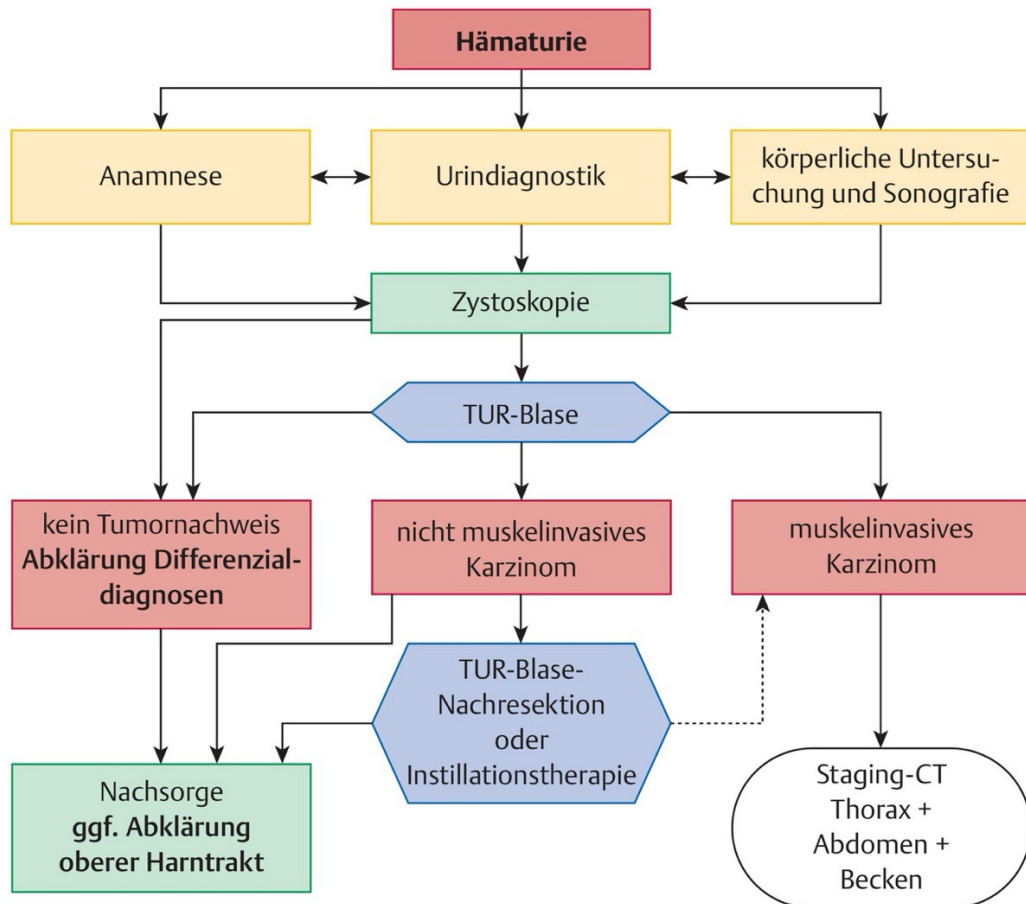 Hämaturie
Anamnese
Urindiagnostik
körperliche Untersu-
chung und Sonografie
Zystoskopie
TUR-Blase
kein Tumornachweis
Abklärung Differenzial-
diagnosen
nicht muskelinvasives
Karzinom
muskelinvasives
Karzinom
TUR-Blase-
Nachresektion
oder
Instillationstherapie
Nachsorge
ggf. Abklärung
oberer Harntrakt
Staging-CT
Thorax +
Abdomen +
Becken